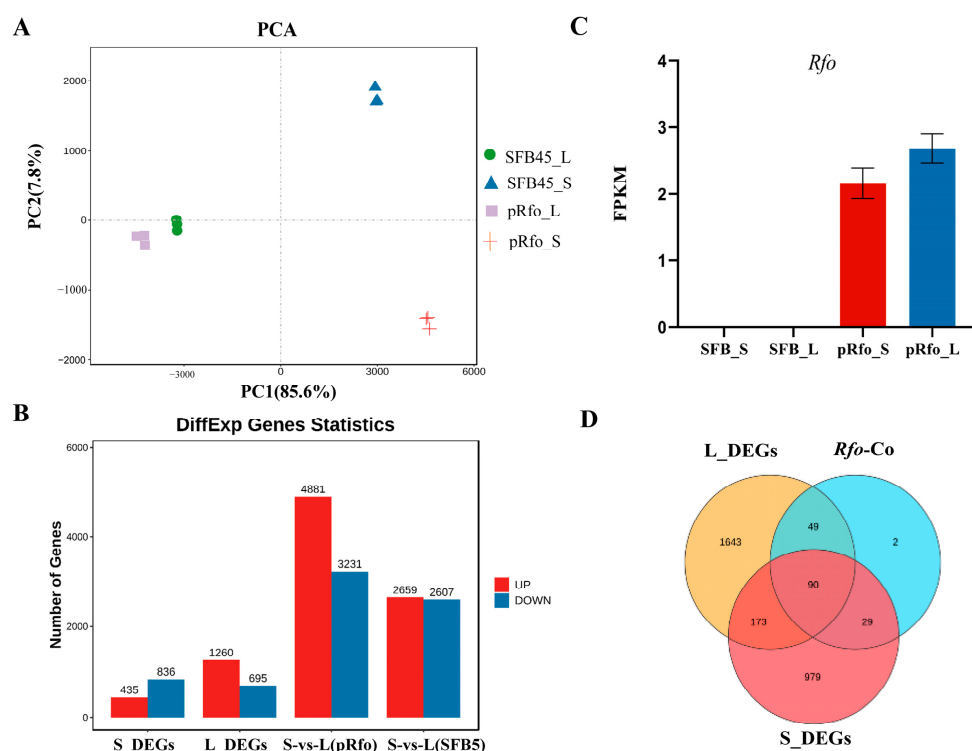 A
PCA
2000
1000
0
-1000
-2000
-3000
0
3000
6000
PC2(7.8%)
PC1(85.6%)
SFB45_L
SFB45_S
pRfo_L
pRfo_S
C
Rfo
4
3
2
1
0
FPKM
SFB_S
SFB_L
pRfo_S
pRfo_L
B
DiffExp Genes Statistics
6000
4000
2000
0
Number of Genes
435
836
1260
695
4881
3231
2659
2607
UP
DOWN
S_DEGs
L_DEGs
S-vs-L(pRfo)
S-vs-L(SFB5)
D
L_DEGs
Rfo-Co
1643
49
2
90
173
29
979
S_DEGs